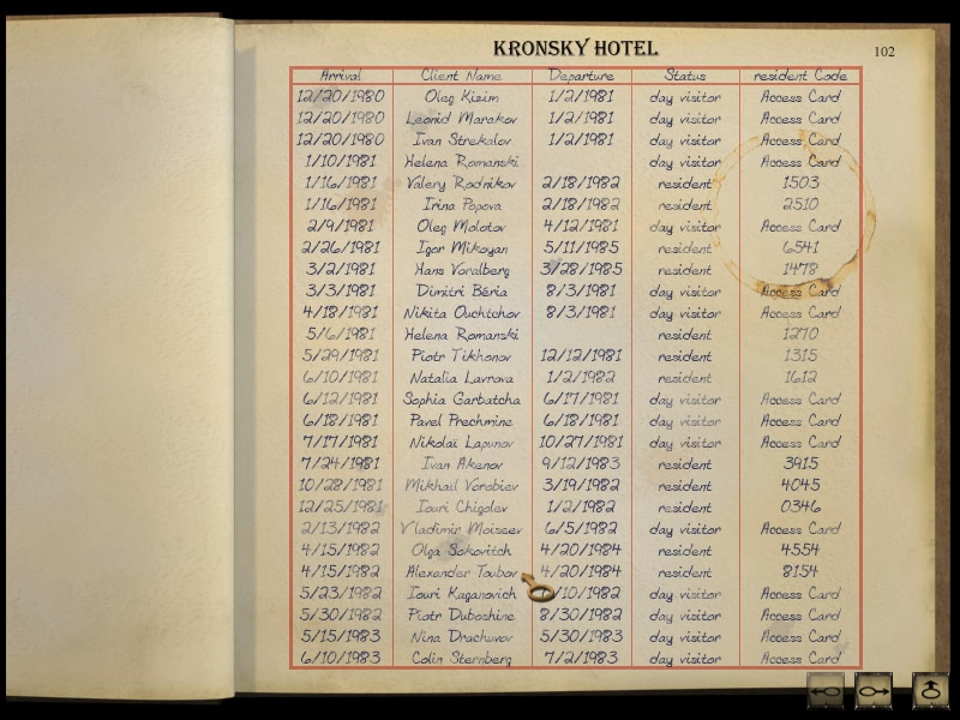 KRONSKY HOTEL 102
Arrival Client Name Departure Status resident Code
12/20/1980 Oleg Kizim 1/2/1981 day visitor Access Card
12/20/1980 Leonid Marakov 1/2/1981 day visitor Access Card
12/20/1980 Ivan Strekalov 1/2/1981 day visitor Access Card
1/10/1981 Helena Romanski day visitor Access Card
1/16/1981 Valery Rodnikov 2/18/1982 resident 1503
1/16/1981 Irina Popova 2/18/1982 resident 2510
2/9/1981 Oleg Molotov 4/12/1981 day visitor Access Card
2/26/1981 Igor Mikoyan 5/11/1985 resident 6541
3/2/1981 Hans Voralberg 3/28/1985 resident 1478
3/3/1981 Dimitri Béria 8/3/1981 day visitor Access Card
4/18/1981 Nikita Ouchtchov 8/3/1981 day visitor Access Card
5/6/1981 Helena Romanski resident 1270
5/29/1981 Piotr Tikhonov 12/12/1981 resident 1315
6/10/1981 Natalia Lavrova 1/2/1982 resident 1612
6/12/1981 Sophia Garbatcha 6/17/1981 day visitor Access Card
6/18/1981 Pavel Prechmine 6/18/1981 day visitor Access Card
7/17/1981 Nikolaï Lapunov 10/27/1981 day visitor Access Card
7/24/1981 Ivan Akenov 9/12/1983 resident 3915
10/28/1981 Mikhail Vorobiev 3/19/1982 resident 4045
12/25/1981 Iouri Chigolev 1/2/1982 resident 0346
2/13/1982 Vladimir Moiseev 6/5/1982 day visitor Access Card
4/15/1982 Olga Sokovitch 4/20/1984 resident 4554
4/15/1982 Alexander Toubov 4/20/1984 resident 8154
5/23/1982 Iouri Kaganovich /10/1982 day visitor Access Card
5/30/1982 Piotr Duboshine 8/30/1982 day visitor Access Card
5/15/1983 Nina Drachuvov 5/30/1983 day visitor Access Card
6/10/1983 Colin Sternberg 7/2/1983 day visitor Access Card